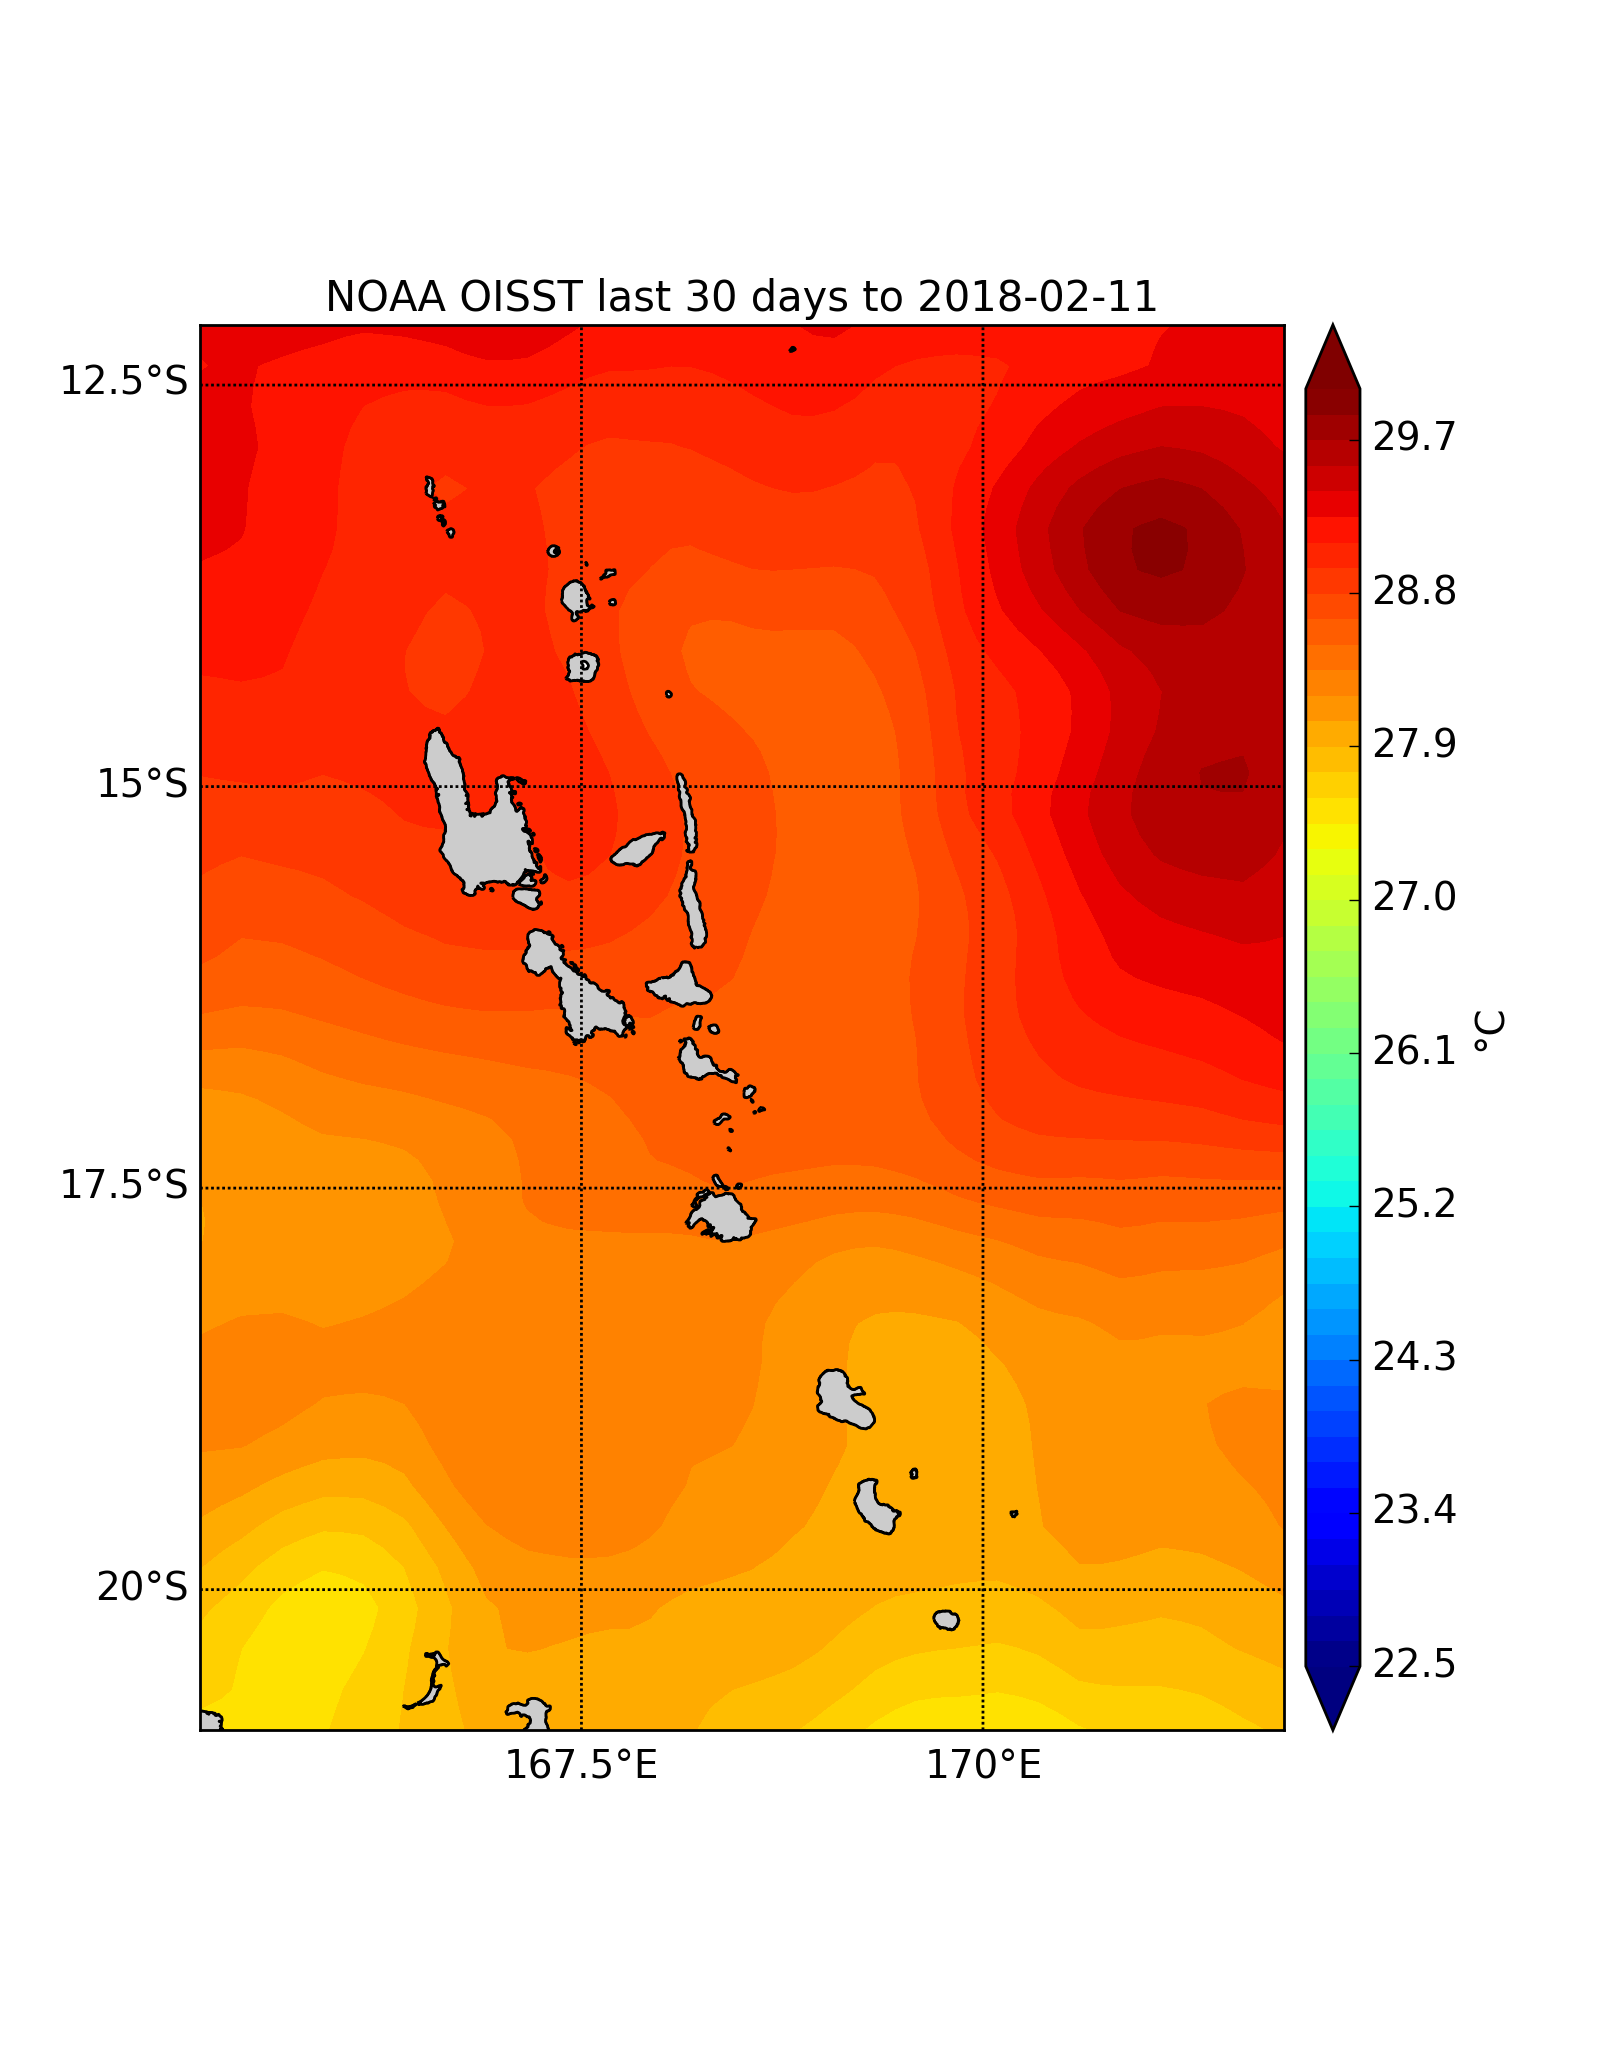 NOAA OISST last 30 days to 2018-02-11
12.5°S
15°S
17.5°S
20°S
167.5°E
170°E
29.7
28.8
27.9
27.0
26.1
25.2
24.3
23.4
22.5
°C